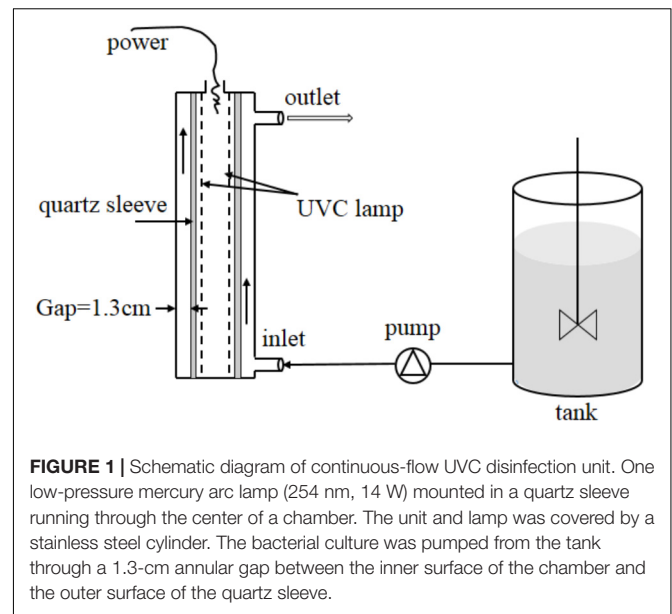 power
outlet
quartz sleeve
UVC lamp
Gap=1.3cm
inlet
pump
tank
FIGURE 1 | Schematic diagram of continuous-flow UVC disinfection unit. One
low-pressure mercury arc lamp (254 nm, 14 W) mounted in a quartz sleeve
running through the center of a chamber. The unit and lamp was covered by a
stainless steel cylinder. The bacterial culture was pumped from the tank
through a 1.3-cm annular gap between the inner surface of the chamber and
the outer surface of the quartz sleeve.